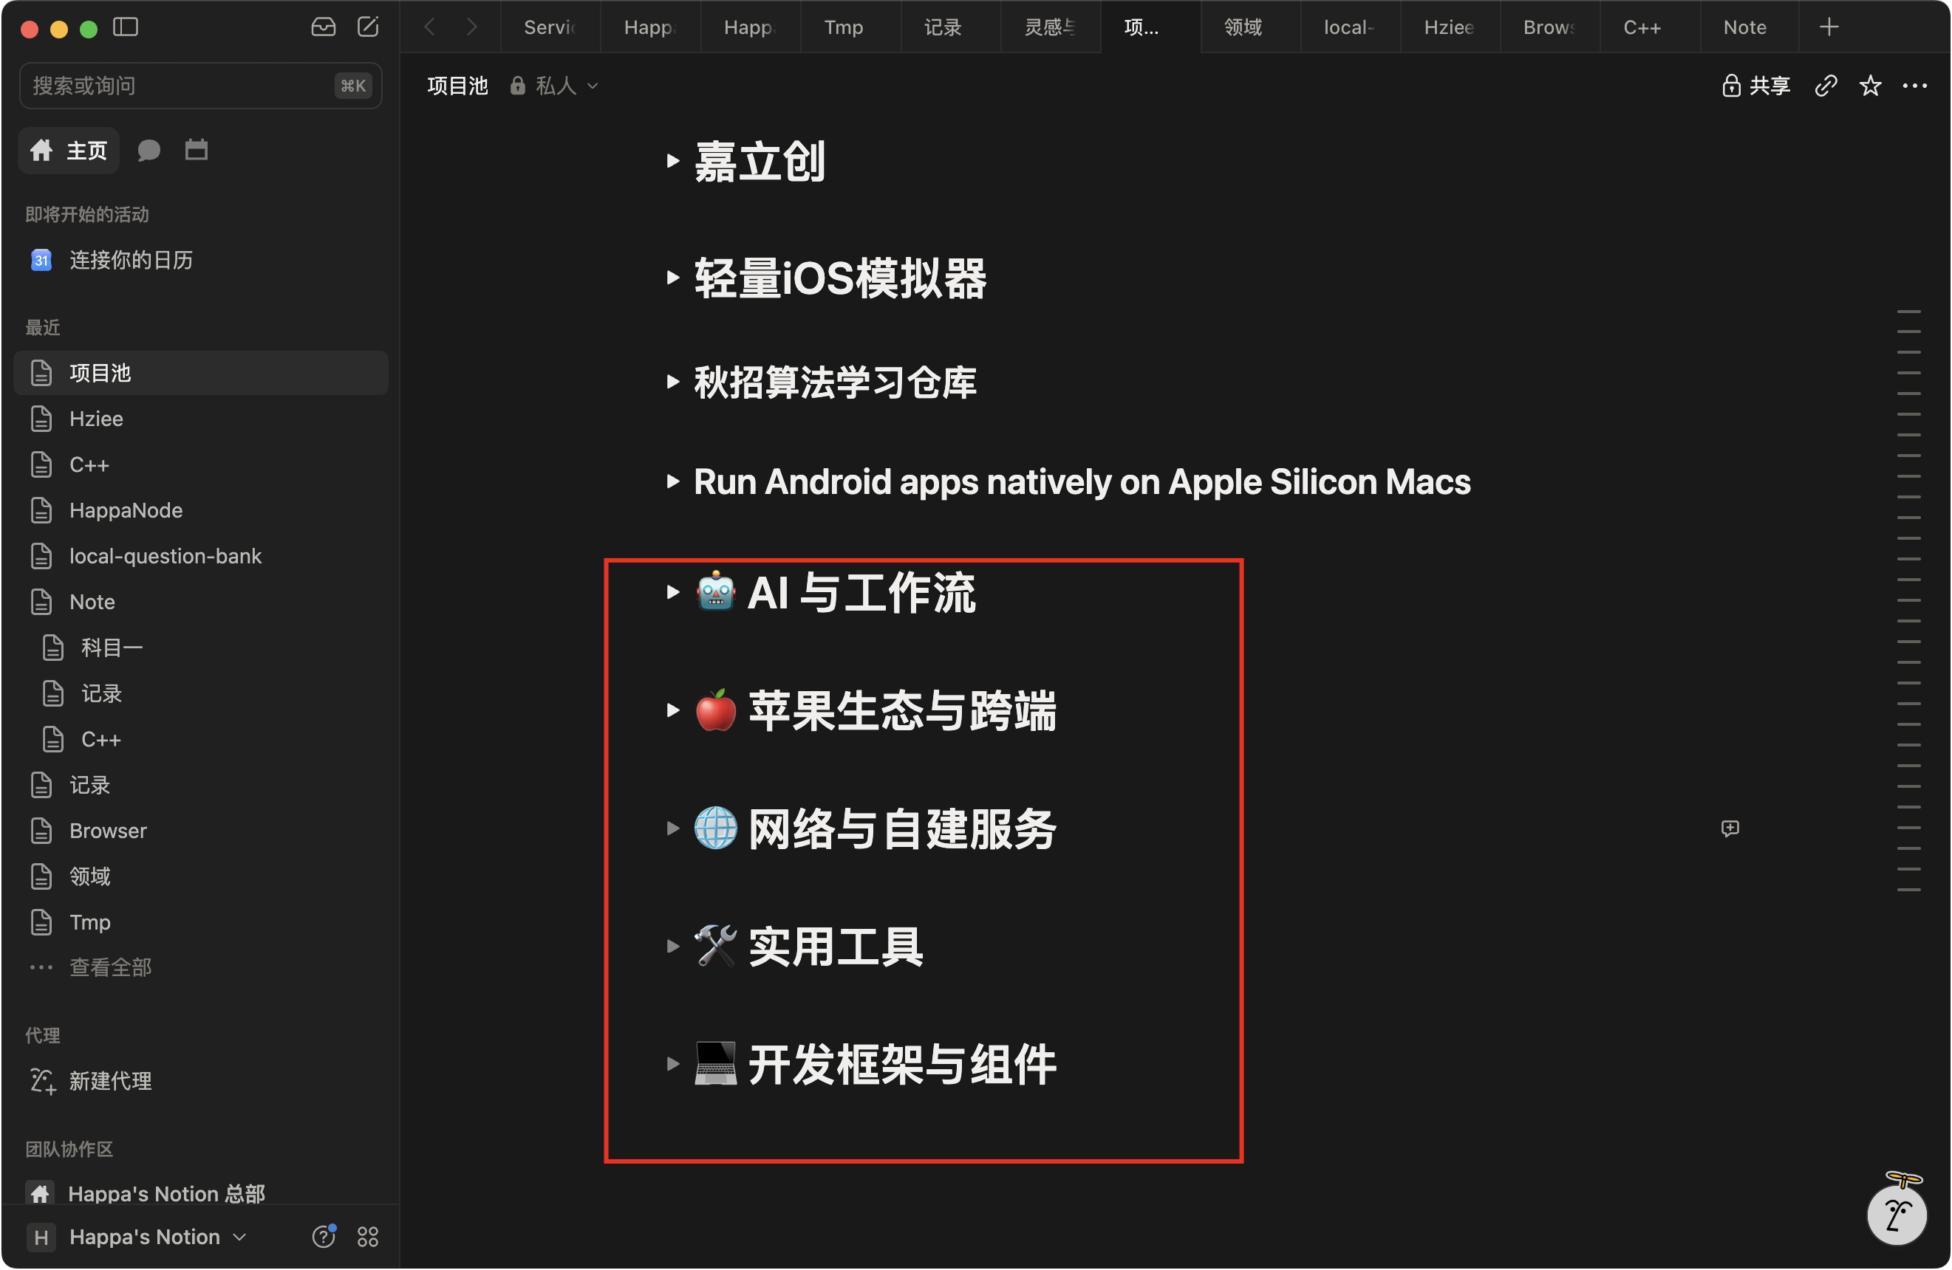 Servic
Happ
Happ
Tmp
记录
灵感与
项...
领域
local-
Hziee
Brows
C++
Note
搜索或询问
⌘K
主页
即将开始的活动
31
连接你的日历
最近
项目池
Hziee
C++
HappaNode
local-question-bank
Note
科目一
记录
C++
记录
Browser
领域
Tmp
查看全部
代理
新建代理
团队协作区
Happa's Notion 总部
H Happa's Notion
项目池 私人
共享
嘉立创
轻量iOS模拟器
秋招算法学习仓库
Run Android apps natively on Apple Silicon Macs
🤖 AI 与工作流
🍎 苹果生态与跨端
🌐 网络与自建服务
🛠️ 实用工具
💻 开发框架与组件